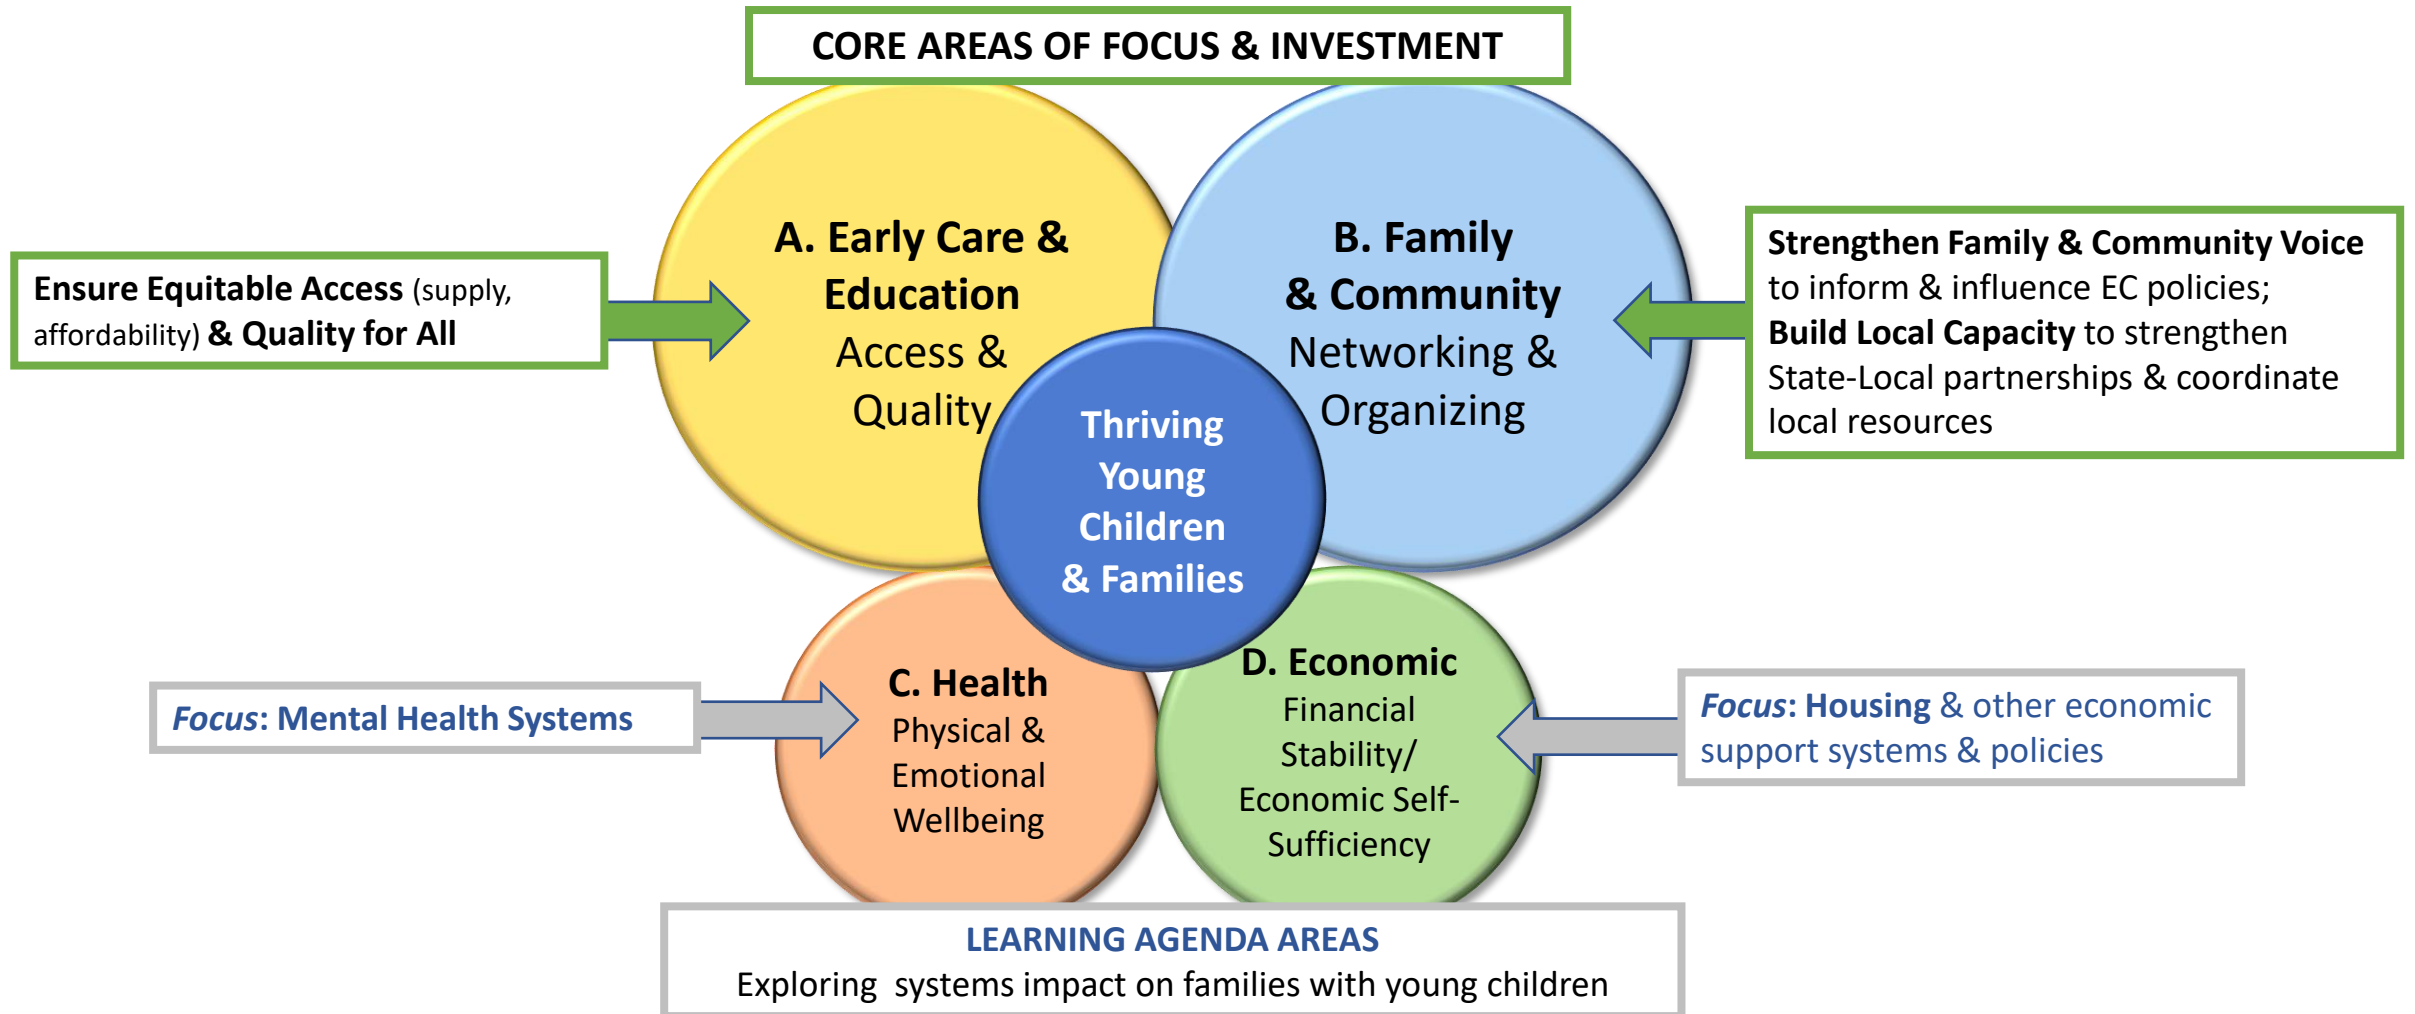 CORE AREAS OF FOCUS & INVESTMENT
A. Early Care &
Education
Access &
Quality
B. Family
& Community
Networking &
Organizing
Ensure Equitable Access (supply,
affordability) & Quality for All
Strengthen Family & Community Voice
to inform & influence EC policies;
Build Local Capacity to strengthen
State-Local partnerships & coordinate
local resources
Thriving
Young
Children
& Families
C. Health
Physical &
Emotional
Wellbeing
D. Economic
Financial
Stability/
Economic Self-
Sufficiency
Focus: Mental Health Systems
Focus: Housing & other economic
support systems & policies
LEARNING AGENDA AREAS
Exploring systems impact on families with young children